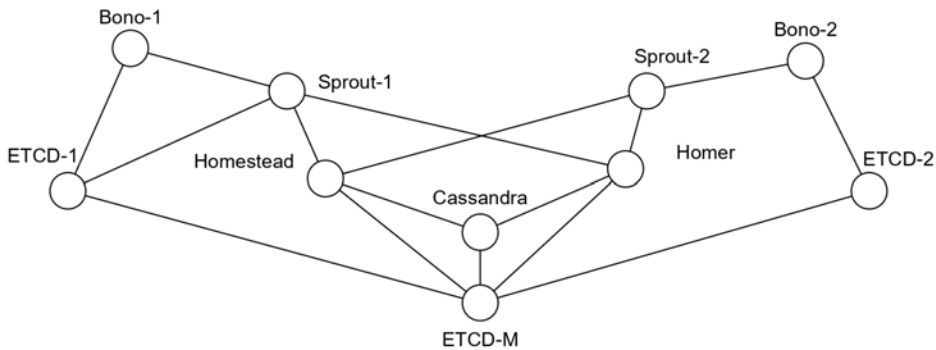 Bono-1
Bono-2
Sprout-1
Sprout-2
ETCD-1
Homestead
Homer
ETCD-2
Cassandra
ETCD-M